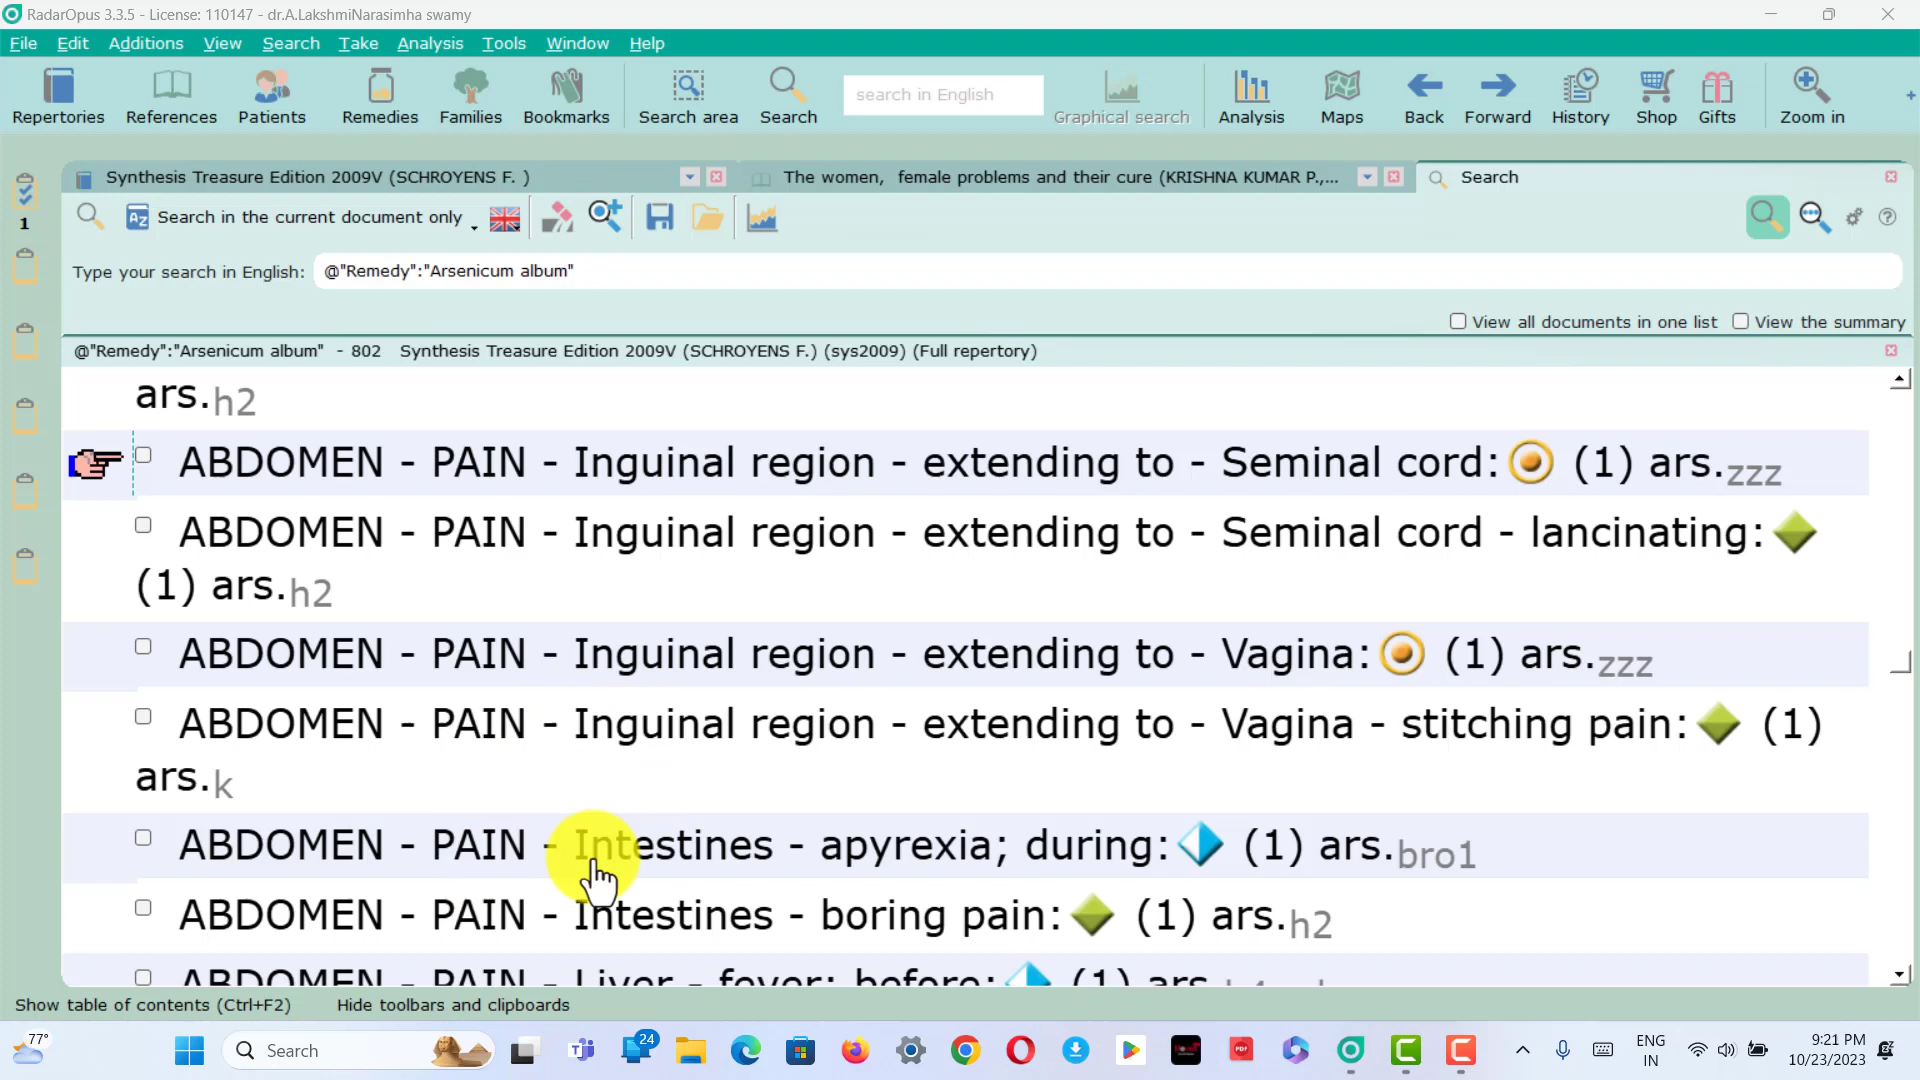 RadarOpus 3.3.5 - License: 110147 - dr.A.LakshmiNarasimha swamy
File Edit Additions View Search Take Analysis Tools Window Help
search in English
Repertories References Patients Remedies Families Bookmarks Search area Search Graphical search Analysis Maps Back Forward History Shop Gifts Zoom in
Synthesis Treasure Edition 2009V (SCHROYENS F. ) The women, female problems and their cure (KRISHNA KUMAR P.,... Search
Search in the current document only
1
Type your search in English: @"Remedy":"Arsenicum album"
View all documents in one list View the summary
@"Remedy":"Arsenicum album" - 802 Synthesis Treasure Edition 2009V (SCHROYENS F.) (sys2009) (Full repertory)
ars.h2
ABDOMEN - PAIN - Inguinal region - extending to - Seminal cord: (1) ars.zzz
ABDOMEN - PAIN - Inguinal region - extending to - Seminal cord - lancinating:
(1) ars.h2
ABDOMEN - PAIN - Inguinal region - extending to - Vagina: (1) ars.zzz
ABDOMEN - PAIN - Inguinal region - extending to - Vagina - stitching pain: (1)
ars.k
ABDOMEN - PAIN - Intestines - apyrexia; during: (1) ars.bro1
ABDOMEN - PAIN - Intestines - boring pain: (1) ars.h2
ABDOMEN - PAIN - Liver - fever; before: (1) ars.
Show table of contents (Ctrl+F2) Hide toolbars and clipboards
77°
Search
24
ENG
IN
9:21 PM
10/23/2023